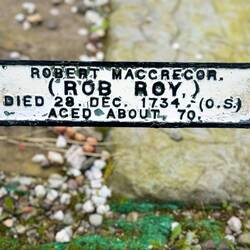 ROBERT MACGREGOR.
(ROB ROY,)
DIED 28. DEC. 1734, (O.S.)
AGED ABOUT 70.